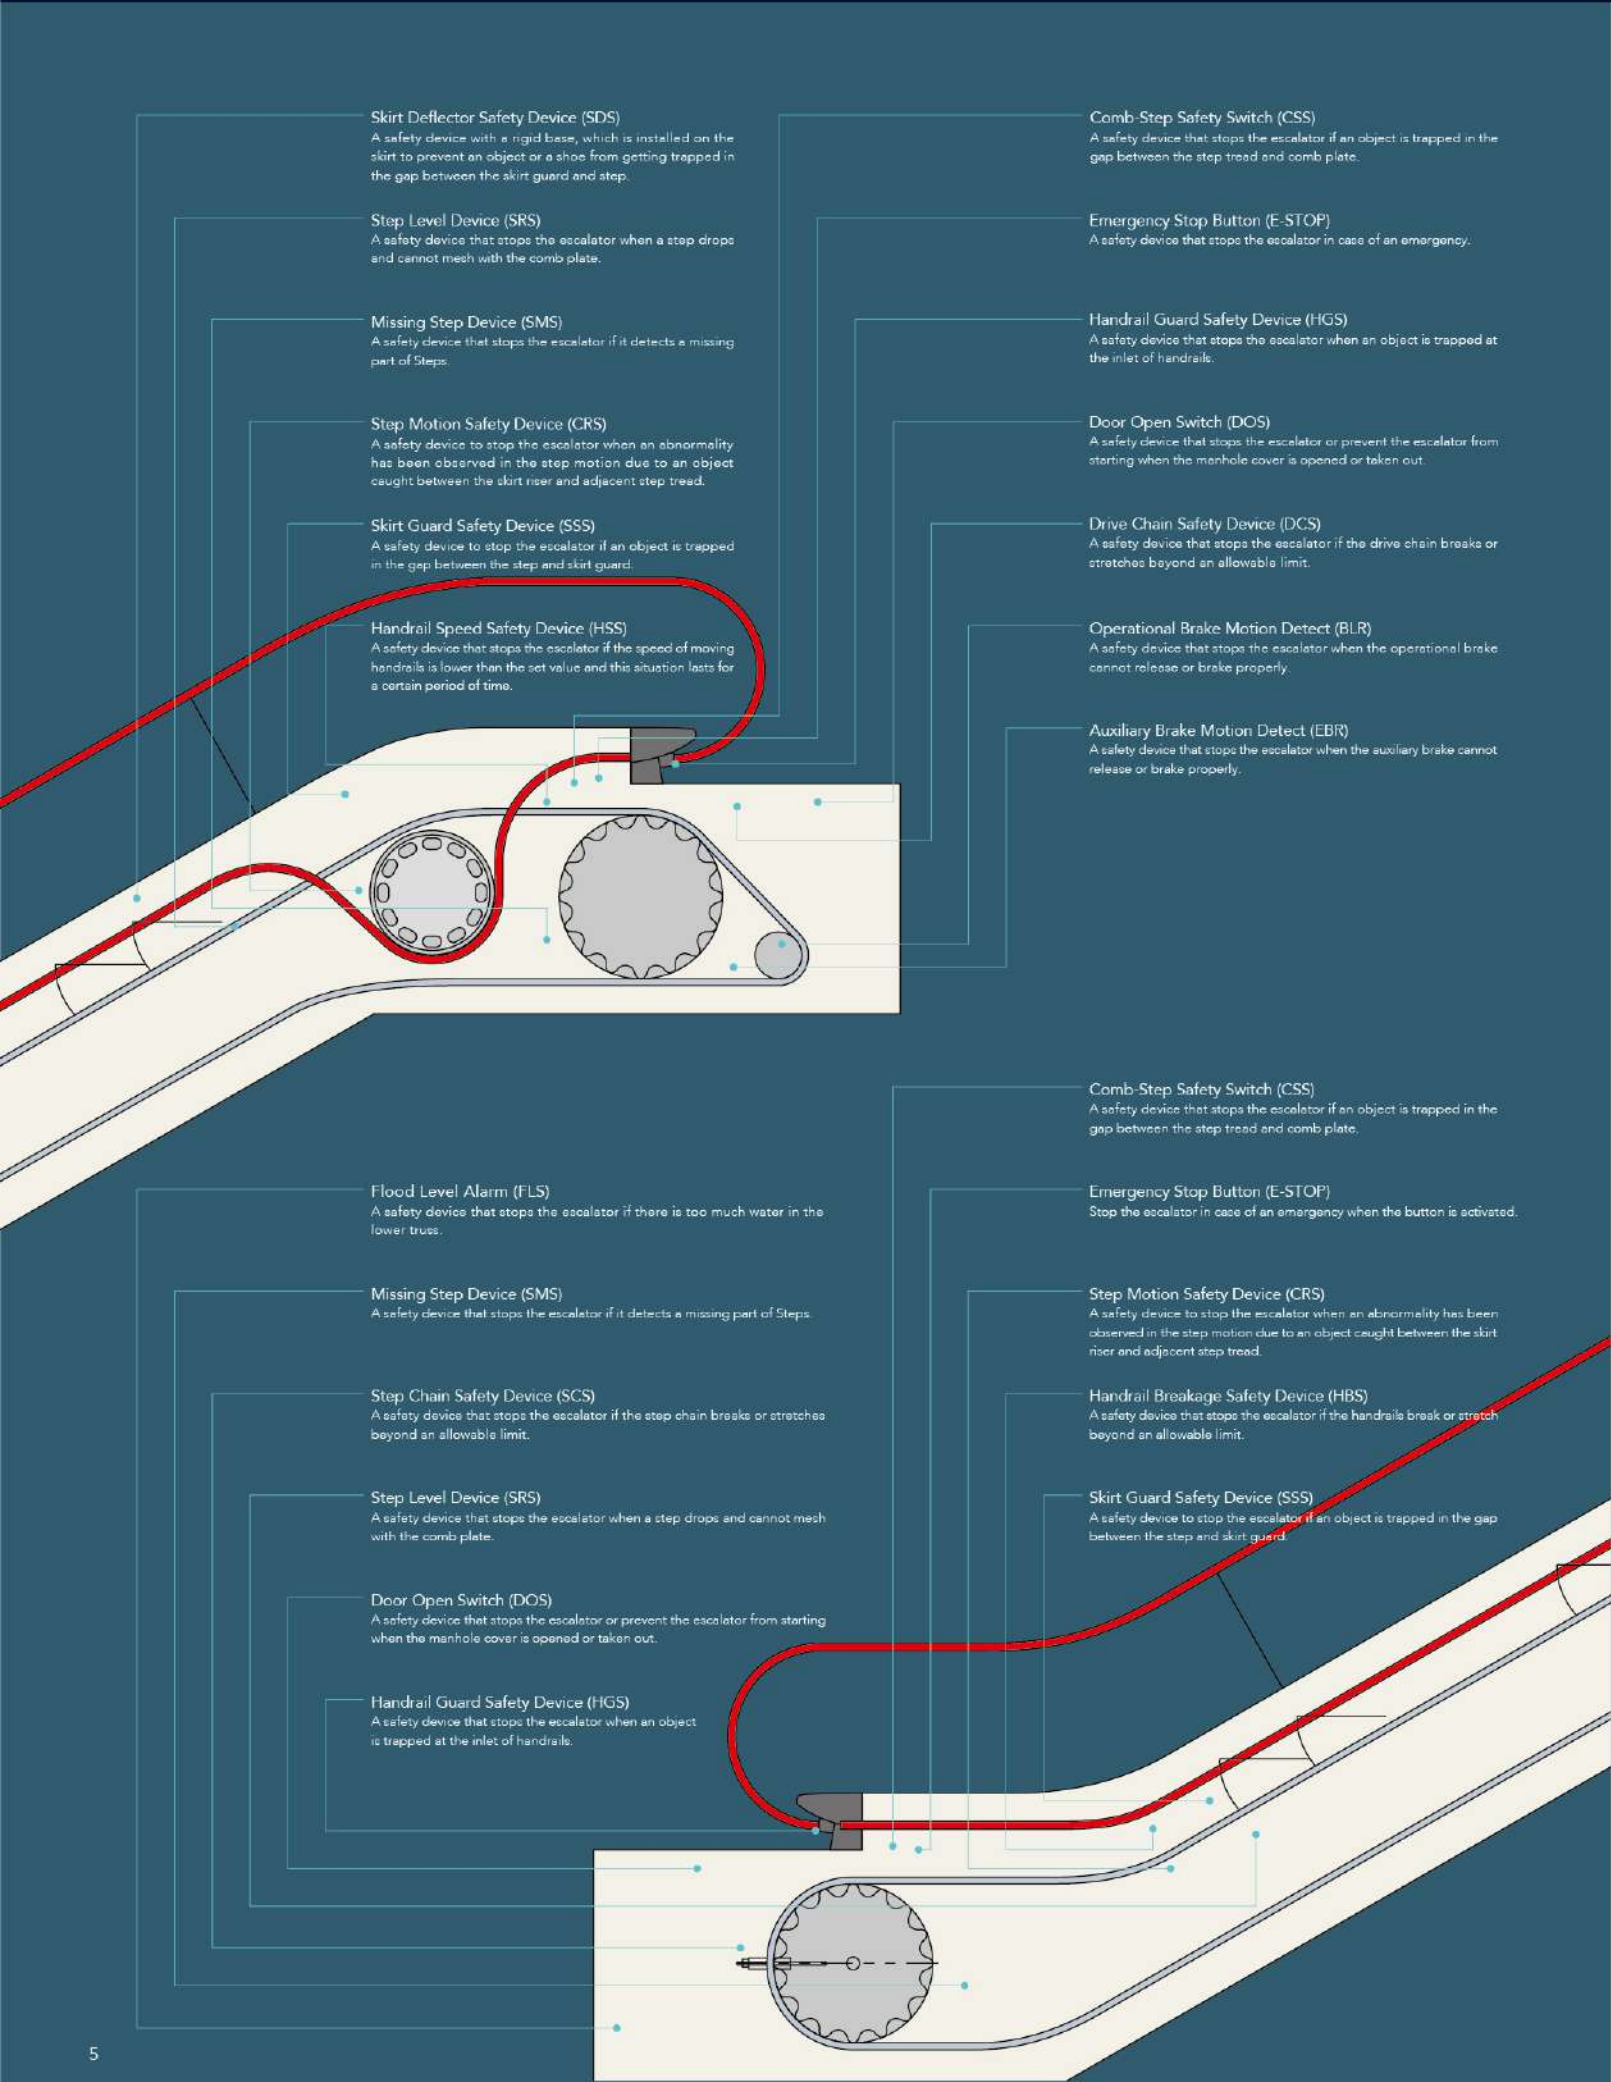 Skirt Deflector Safety Device (SDS)
A safety device with a rigid base, which is installed on the
skirt to prevent an object or a shoe from getting trapped in
the gap between the skirt guard and step.
Step Level Device (SRS)
A safety device that stops the escalator when a step drops
and cannot mesh with the comb plate.
Missing Step Device (SMS)
A safety device that stops the escalator if it detects a missing
part of Steps.
Step Motion Safety Device (CRS)
A safety device to stop the escalator when an abnormality
has been observed in the step motion due to an object
caught between the skirt riser and adjacent step tread.
Skirt Guard Safety Device (SSS)
A safety device to stop the escalator if an object is trapped
in the gap between the step and skirt guard.
Handrail Speed Safety Device (HSS)
A safety device that stops the escalator if the speed of moving
handrails is lower than the set value and this situation lasts for
a certain period of time.
Comb-Step Safety Switch (CSS)
A safety device that stops the escalator if an object is trapped in the
gap between the step tread and comb plate.
Emergency Stop Button (E-STOP)
A safety device that stops the escalator in case of an emergency.
Handrail Guard Safety Device (HGS)
A safety device that stops the escalator when an object is trapped at
the inlet of handrails.
Door Open Switch (DOS)
A safety device that stops the escalator or prevent the escalator from
starting when the manhole cover is opened or taken out.
Drive Chain Safety Device (DCS)
A safety device that stops the escalator if the drive chain breaks or
stretches beyond an allowable limit.
Operational Brake Motion Detect (BLR)
A safety device that stops the escalator when the operational brake
cannot release or brake properly.
Auxiliary Brake Motion Detect (EBR)
A safety device that stops the escalator when the auxiliary brake cannot
release or brake properly.
Flood Level Alarm (FLS)
A safety device that stops the escalator if there is too much water in the
lower truss.
Missing Step Device (SMS)
A safety device that stops the escalator if it detects a missing part of Steps.
Step Chain Safety Device (SCS)
A safety device that stops the escalator if the step chain breaks or stretches
beyond an allowable limit.
Step Level Device (SRS)
A safety device that stops the escalator when a step drops and cannot mesh
with the comb plate.
Door Open Switch (DOS)
A safety device that stops the escalator or prevent the escalator from starting
when the manhole cover is opened or taken out.
Handrail Guard Safety Device (HGS)
A safety device that stops the escalator when an object
is trapped at the inlet of handrails.
Comb-Step Safety Switch (CSS)
A safety device that stops the escalator if an object is trapped in the
gap between the step tread and comb plate.
Emergency Stop Button (E-STOP)
Stop the escalator in case of an emergency when the button is activated.
Step Motion Safety Device (CRS)
A safety device to stop the escalator when an abnormality has been
observed in the step motion due to an object caught between the skirt
riser and adjacent step tread.
Handrail Breakage Safety Device (HBS)
A safety device that stops the escalator if the handrails break or stretch
beyond an allowable limit.
Skirt Guard Safety Device (SSS)
A safety device to stop the escalator if an object is trapped in the gap
between the step and skirt guard.
5